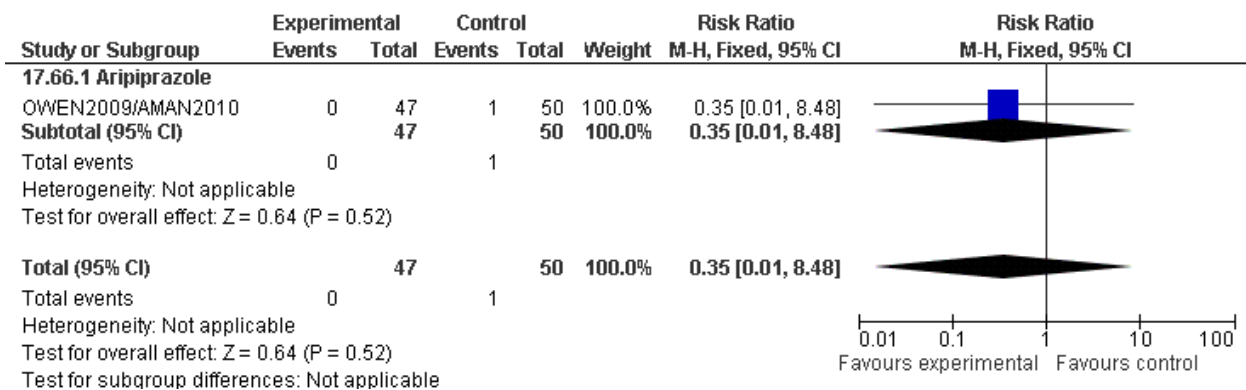 Experimental Control Risk Ratio Risk Ratio
Study or Subgroup Events Total Events Total Weight M-H, Fixed, 95% CI M-H, Fixed, 95% CI
17.66.1 Aripiprazole
OWEN2009/AMAN2010 0 47 1 50 100.0% 0.35 [0.01, 8.48]
Subtotal (95% CI) 47 50 100.0% 0.35 [0.01, 8.48]
Total events 0 1
Heterogeneity: Not applicable
Test for overall effect: Z = 0.64 (P = 0.52)
Total (95% CI) 47 50 100.0% 0.35 [0.01, 8.48]
Total events 0 1
Heterogeneity: Not applicable
Test for overall effect: Z = 0.64 (P = 0.52)
Test for subgroup differences: Not applicable
0.01 0.1 1 10 100
Favours experimental Favours control